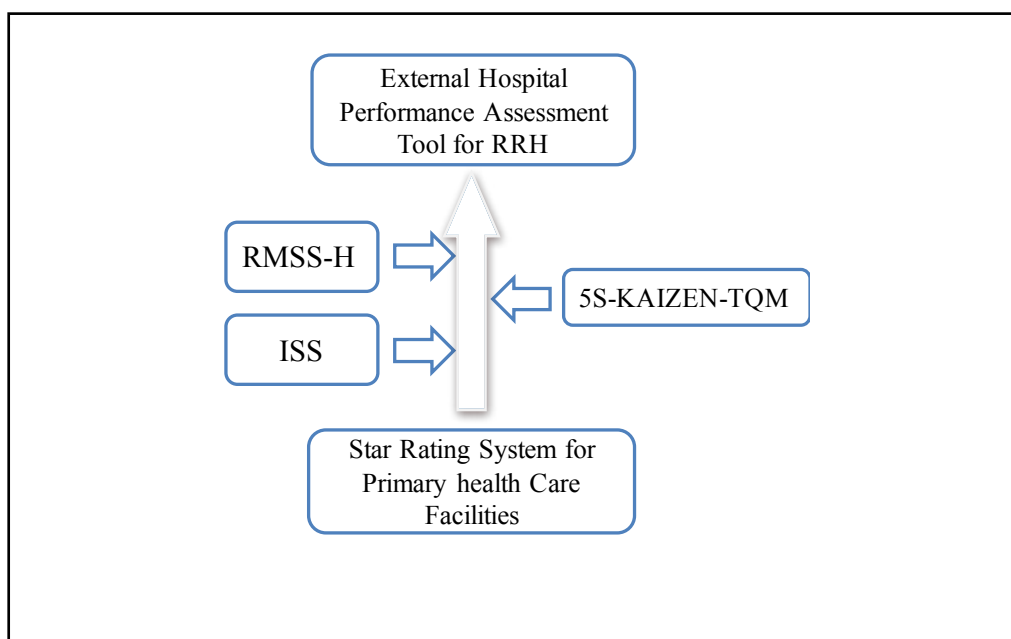 External Hospital
Performance Assessment
Tool for RRH
RMSS-H
5S-KAIZEN-TQM
ISS
Star Rating System for
Primary health Care
Facilities